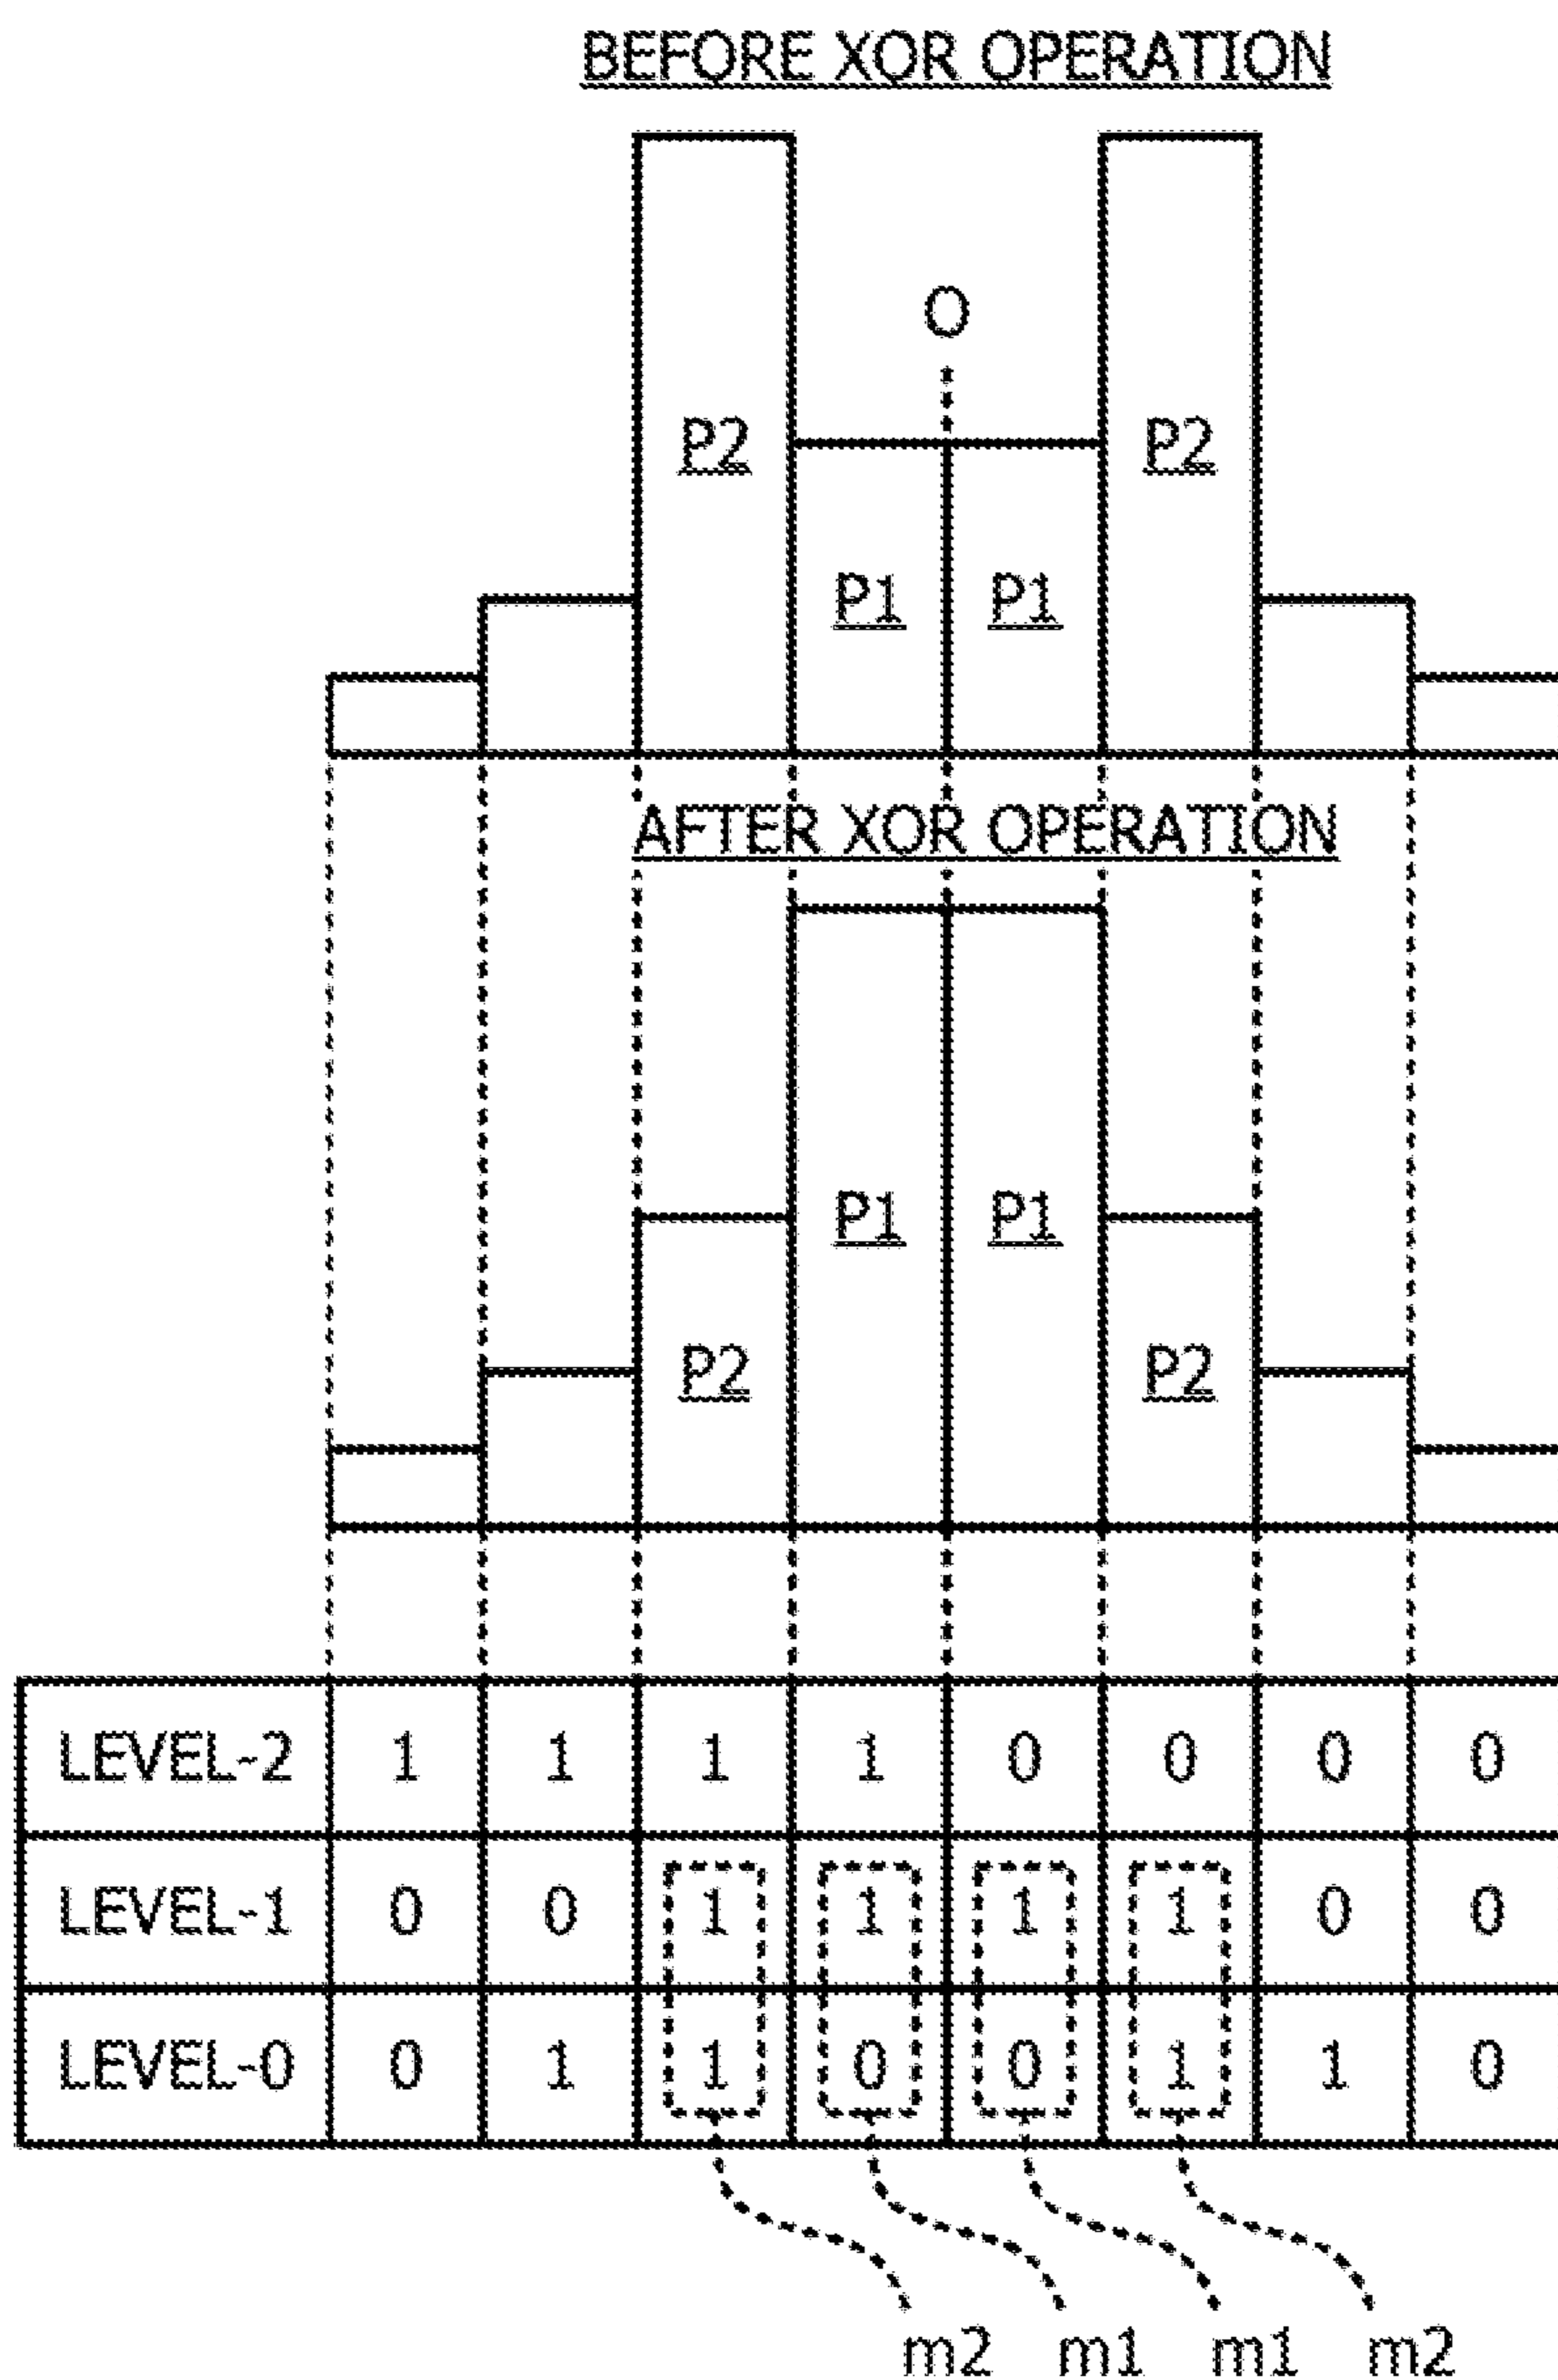 BEFORE XOR OPERATION
O
P2 P2
P1 P1
AFTER XOR OPERATION
P1 P1
P2 P2
LEVEL-2 1 1 1 1 0 0 0 0
LEVEL-1 0 0 1 1 1 1 0 0
LEVEL-0 0 1 1 0 0 1 1 0
m2 m1 m1 m2